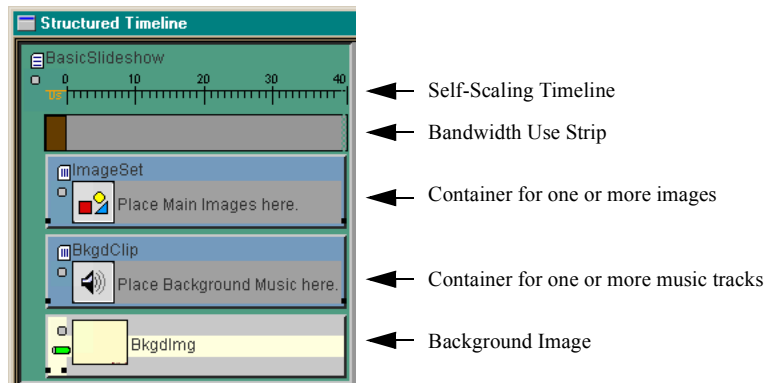 Structured Timeline
BasicSlideshow
0 10 20 30 40
Us
Self-Scaling Timeline
Bandwidth Use Strip
ImageSet
Place Main Images here.
Container for one or more images
BkgdClip
Place Background Music here.
Container for one or more music tracks
BkgdImg
Background Image